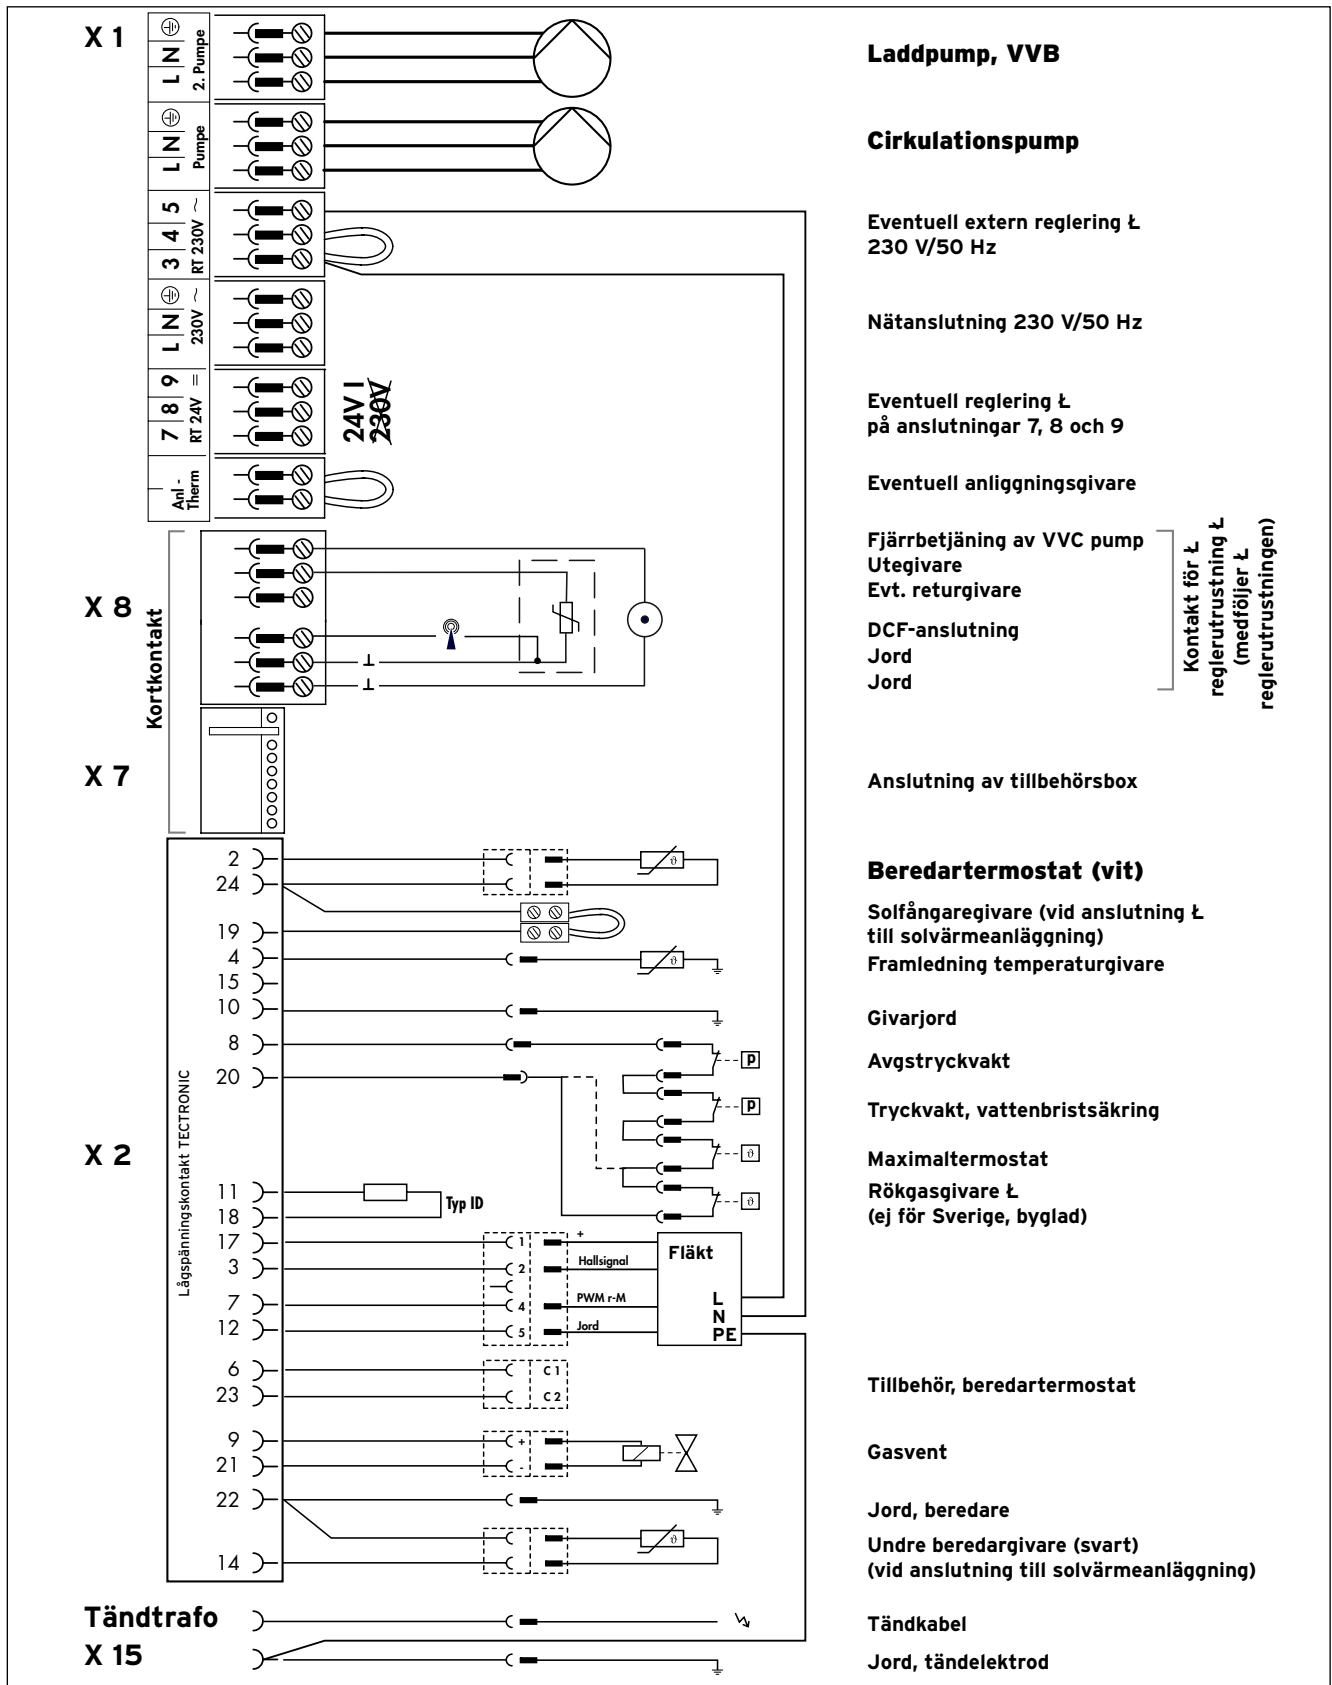 X 1
L N
2. Pumpe
Laddpump, VVB
L N
Pumpe
Cirkulationspump
3 4 5
RT 230V ~
Eventuell extern reglering Ł
230 V/50 Hz
L N
230V ~
Nätanslutning 230 V/50 Hz
7 8 9
RT 24V =
24V I
230V
Eventuell reglering Ł
på anslutningar 7, 8 och 9
Anl -
Therm
Eventuell anliggningsgivare
Kortkontakt
X 8
Fjärrbetjäning av VVC pump
Utegivare
Evt. returgivare
DCF-anslutning
Jord
Jord
Kontakt för Ł
reglerutrustning Ł
(medföljer Ł
reglerutrustningen)
X 7
Anslutning av tillbehörsbox
X 2
Lågspänningskontakt TECTRONIC
2
ϑ
Beredartermostat (vit)
24
Solfångaregivare (vid anslutning Ł
till solvärmeanläggning)
19
4
ϑ
Framledning temperaturgivare
15
10
Givarjord
8
P
Avgstryckvakt
20
P
Tryckvakt, vattenbristsäkring
ϑ
Maximaltermostat
ϑ
Rökgasgivare Ł
(ej för Sverige, byglad)
11
Typ ID
18
17
1
+
Fläkt
3
2
Hallsignal
7
4
PWM r-M
L
N
PE
12
5
Jord
6
C 1
Tillbehör, beredartermostat
23
C 2
9
+
Gasvent
21
-
22
Jord, beredare
ϑ
Undre beredargivare (svart)
(vid anslutning till solvärmeanläggning)
14
Tändtrafo
Tändkabel
X 15
Jord, tändelektrod